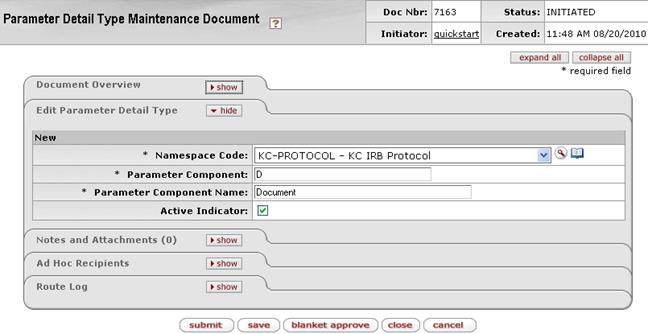 Parameter Detail Type Maintenance Document ?
Doc Nbr: 7163 Status: INITIATED
Initiator: quickstart Created: 11:48 AM 08/20/2010
expand all collapse all
* required field
Document Overview show
Edit Parameter Detail Type hide
New
* Namespace Code: KC-PROTOCOL - KC IRB Protocol
* Parameter Component: D
* Parameter Component Name: Document
Active Indicator:
Notes and Attachments (0) show
Ad Hoc Recipients show
Route Log show
submit save blanket approve close cancel